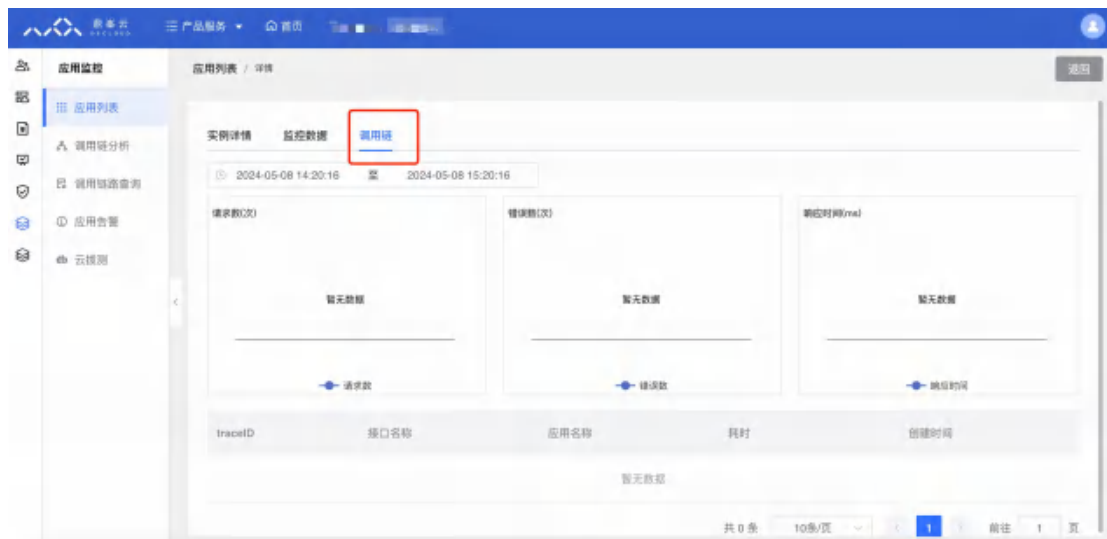 产品服务 首页
应用监控
应用列表 / 详情
返回
应用列表
调用链分析
调用链路查询
应用告警
云拨测
实例详情 监控数据 调用链
2024-05-08 14:20:16 至 2024-05-08 15:20:16
请求数(次) 错误数(次) 响应时间(ms)
暂无数据 暂无数据 暂无数据
请求数 错误数 响应时间
traceID 接口名称 应用名称 耗时 创建时间
暂无数据
共 0 条 10条/页 1 前往 1 页